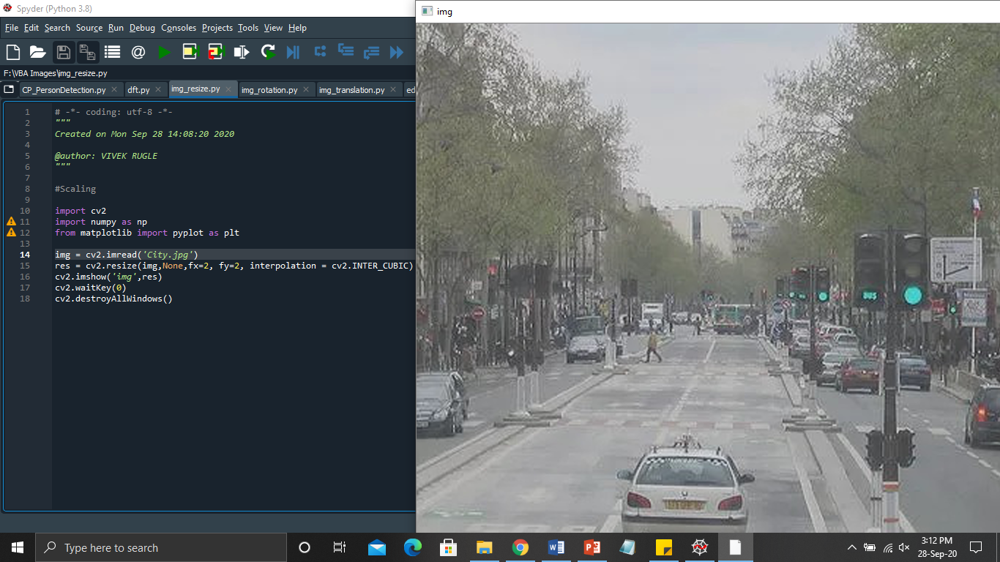 Spyder (Python 3.8)
File Edit Search Source Run Debug Consoles Projects Tools View Help
F:\VBA Images\img_resize.py
CP_PersonDetection.py dft.py img_resize.py img_rotation.py img_translation.py ed
1 # -*- coding: utf-8 -*-
2 """
3 Created on Mon Sep 28 14:08:20 2020
4
5 @author: VIVEK RUGLE
6 """
7
8 #Scaling
9
10 import cv2
11 import numpy as np
12 from matplotlib import pyplot as plt
13
14 img = cv2.imread('City.jpg')
15 res = cv2.resize(img,None,fx=2, fy=2, interpolation = cv2.INTER_CUBIC)
16 cv2.imshow('img',res)
17 cv2.waitKey(0)
18 cv2.destroyAllWindows()
img
BUS
Type here to search
3:12 PM
28-Sep-20